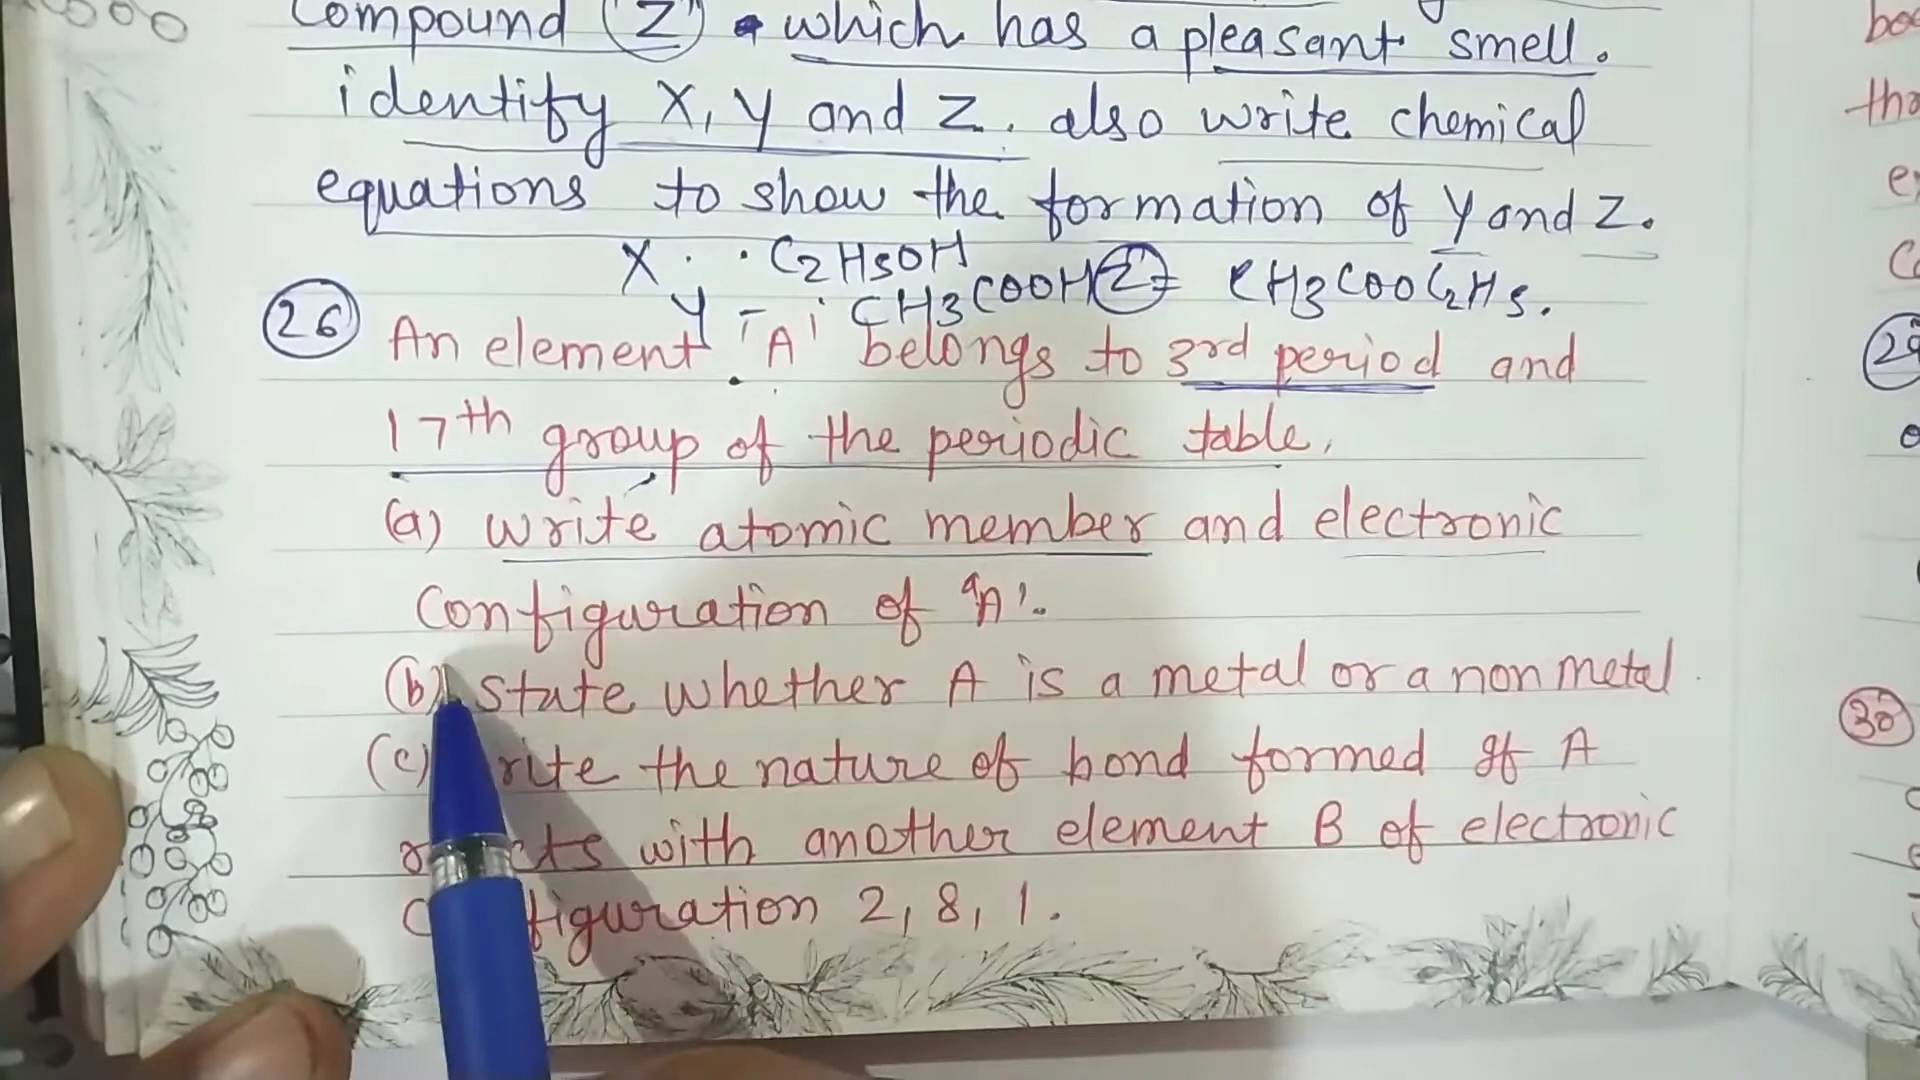 Compound "Z" which has a pleasant smell.
identify X, Y and Z. also write chemical
equations to show the formation of Y and Z.
X . . C2H5OH
Y - CH3COOH Z = CH3COOC2H5.
26 An element 'A' belongs to 3rd period and
17th group of the periodic table.
(a) write atomic member and electronic
Configuration of "A".
(b) state whether A is a metal or a non metal.
(c) the nature of bond formed If A
with another element B of electronic
2, 8, 1.
30